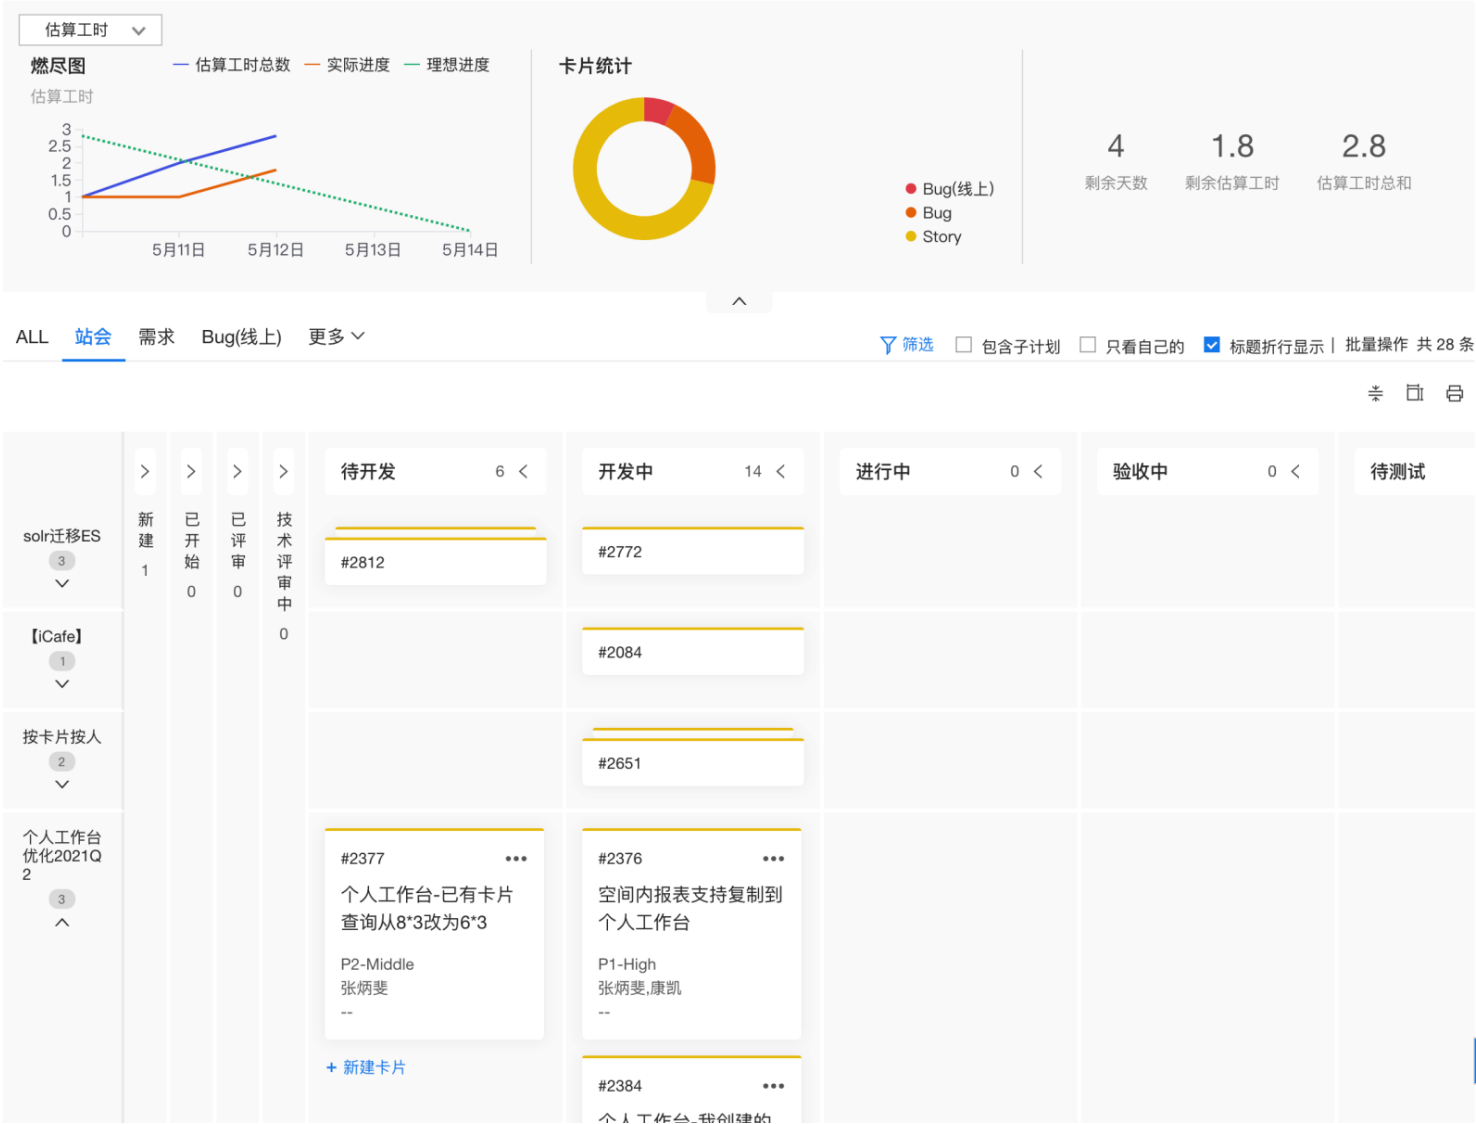 估算工时
燃尽图
估算工时总数
实际进度
理想进度
估算工时
3
2.5
2
1.5
1
0.5
0
5月11日
5月12日
5月13日
5月14日
卡片统计
Bug(线上)
Bug
Story
4
剩余天数
1.8
剩余估算工时
2.8
估算工时总和
ALL
站会
需求
Bug(线上)
更多
筛选
包含子计划
只看自己的
标题折行显示
批量操作
共 28 条
新建
1
已开始
0
已评审
0
技术评审中
0
待开发
6
开发中
14
进行中
0
验收中
0
待测试
solr迁移ES
3
#2812
#2772
【iCafe】
1
#2084
按卡片按人
2
#2651
个人工作台
优化2021Q
2
3
#2377
个人工作台-已有卡片
查询从8*3改为6*3
P2-Middle
张炳斐
--
+ 新建卡片
#2376
空间内报表支持复制到
个人工作台
P1-High
张炳斐,康凯
--
#2384
个人工作台-我创建的